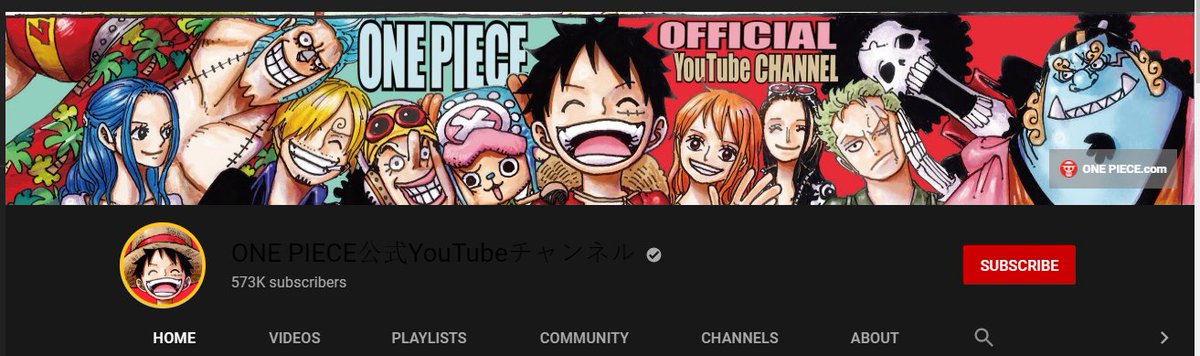 ONE PIECE
OFFICIAL
YouTube CHANNEL
ONE PIECE.com
ONE PIECE公式YouTubeチャンネル
573K subscribers
SUBSCRIBE
HOME VIDEOS PLAYLISTS COMMUNITY CHANNELS ABOUT